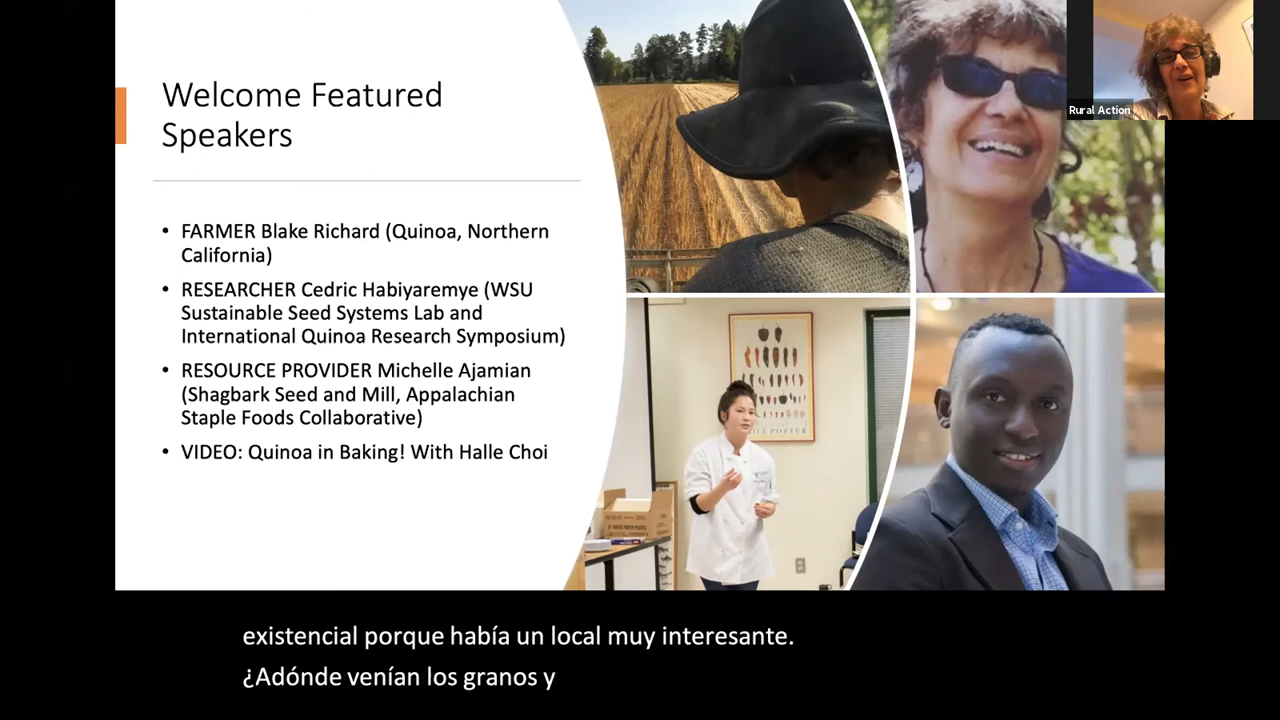 Welcome Featured
Speakers
• FARMER Blake Richard (Quinoa, Northern
California)
• RESEARCHER Cedric Habiyaremye (WSU
Sustainable Seed Systems Lab and
International Quinoa Research Symposium)
• RESOURCE PROVIDER Michelle Ajamian
(Shagbark Seed and Mill, Appalachian
Staple Foods Collaborative)
• VIDEO: Quinoa in Baking! With Halle Choi
Rural Action
existencial porque había un local muy interesante.
¿Adónde venían los granos y